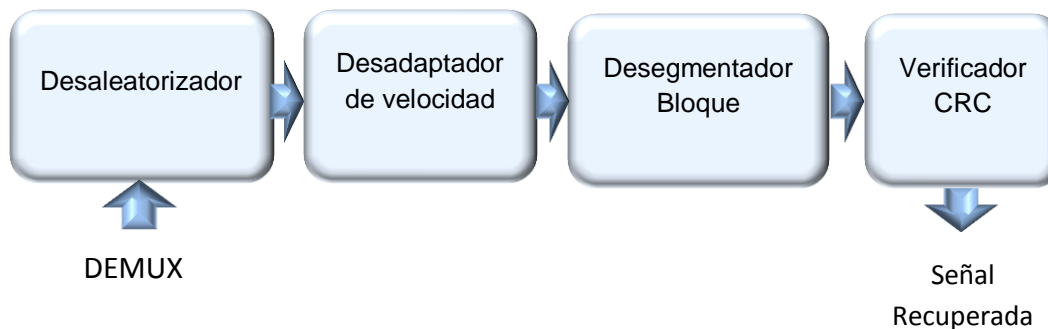 Desaleatorizador
Desadaptador
de velocidad
Desegmentador
Bloque
Verificador
CRC
DEMUX
Señal
Recuperada